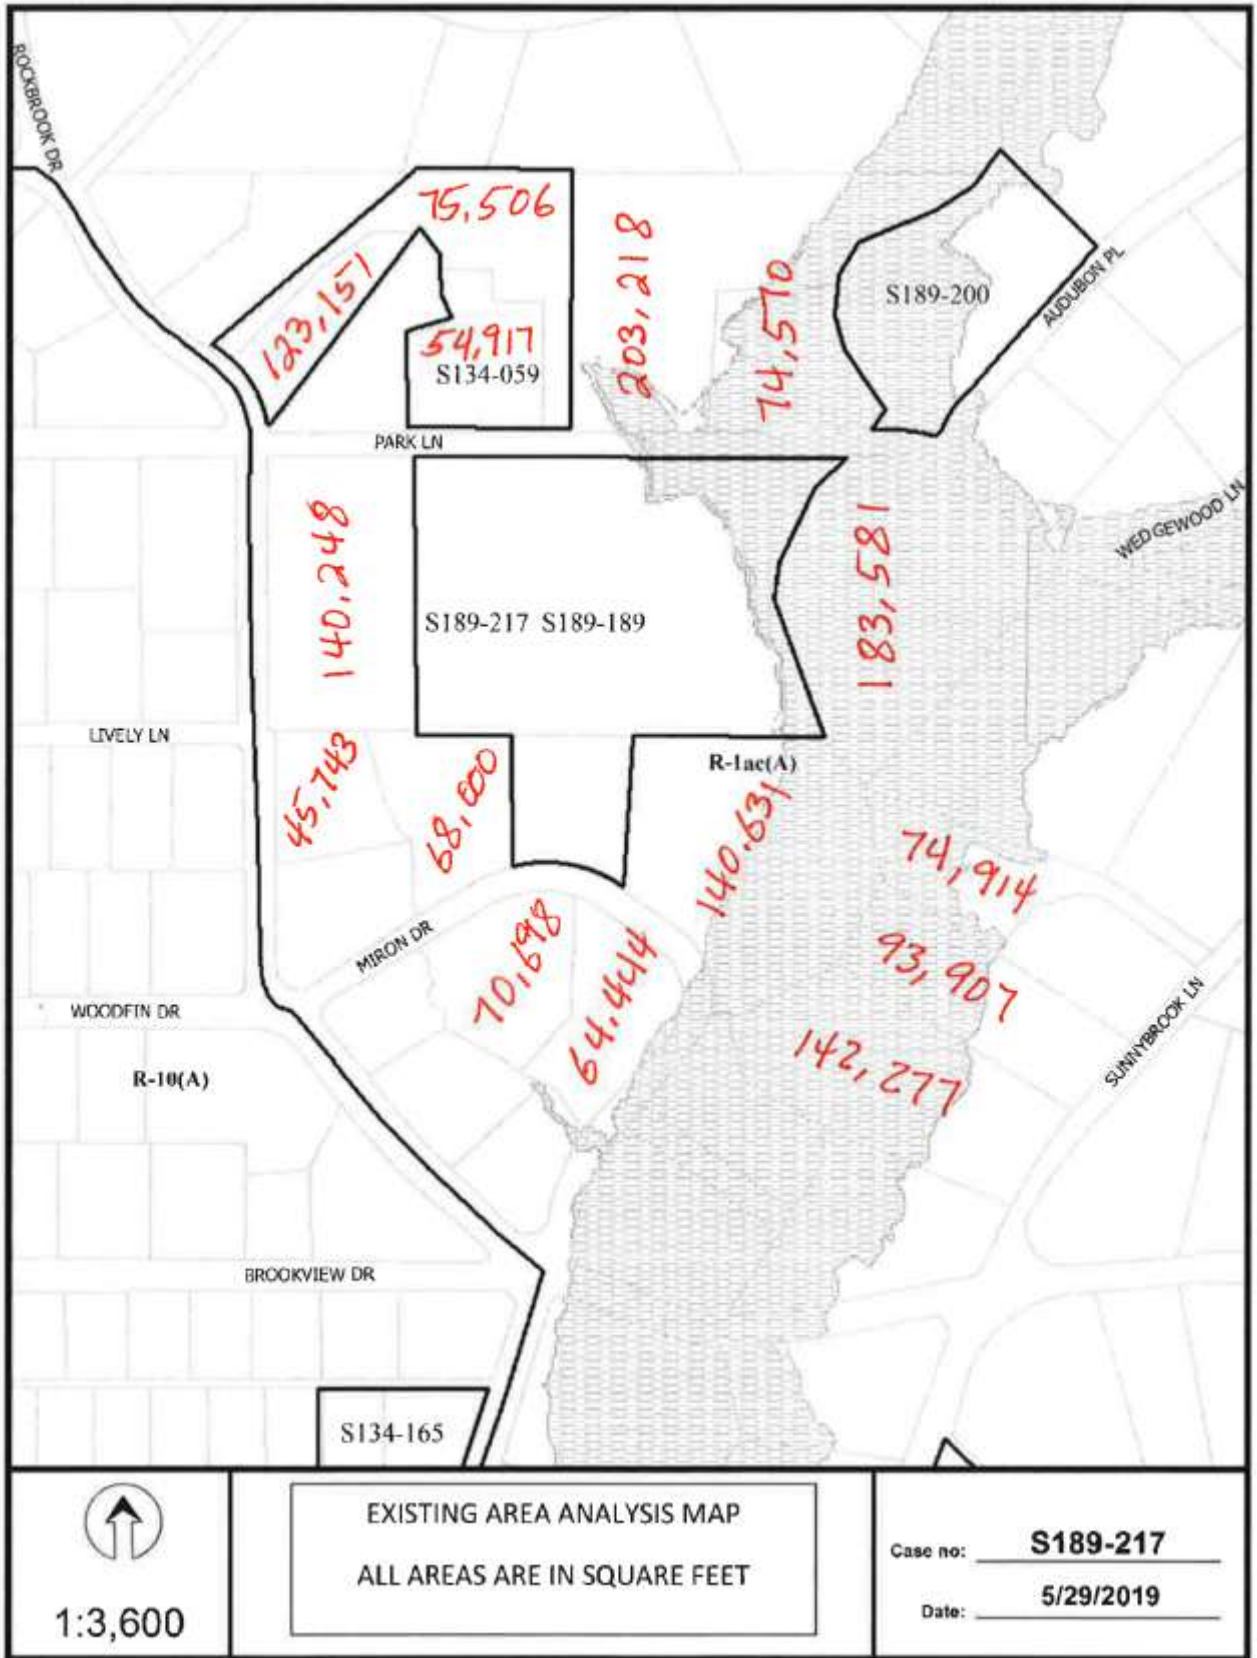 ROCKBROOK DR
75,506
123,151
203,218
74,570
S189-200
AUDUBON PL
54,917
S134-059
PARK LN
WEDGEWOOD LN
140,248
183,581
S189-217 S189-189
LIVELY LN
45,743
68,000
R-1ac(A)
140,631
74,914
MIRON DR
70,698
64,444
93,907
WOODFIN DR
142,277
SUNNYBROOK LN
R-10(A)
BROOKVIEW DR
S134-165
1:3,600
EXISTING AREA ANALYSIS MAP
ALL AREAS ARE IN SQUARE FEET
Case no: S189-217
Date: 5/29/2019